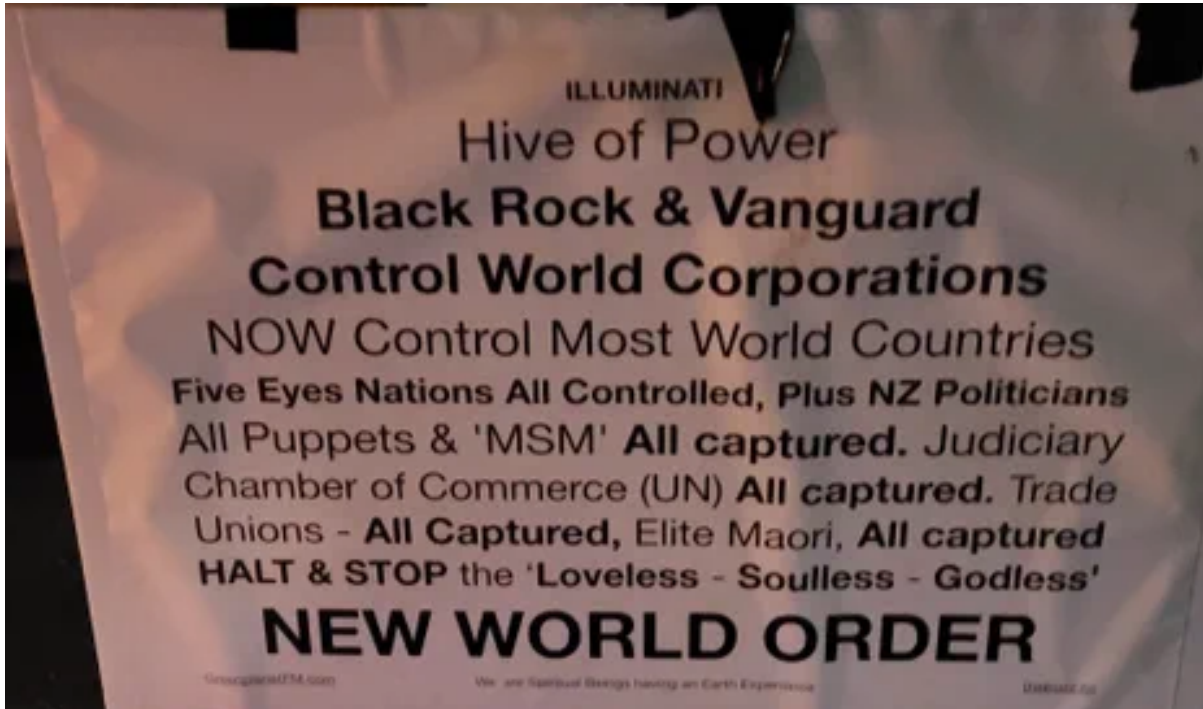 ILLUMINATI
Hive of Power
Black Rock & Vanguard
Control World Corporations
NOW Control Most World Countries
Five Eyes Nations All Controlled, Plus NZ Politicians
All Puppets & 'MSM' All captured. Judiciary
Chamber of Commerce (UN) All captured. Trade
Unions - All Captured, Elite Maori, All captured
HALT & STOP the 'Loveless - Soulless - Godless'
NEW WORLD ORDER
We are Spiritual Beings having an Earth Experience